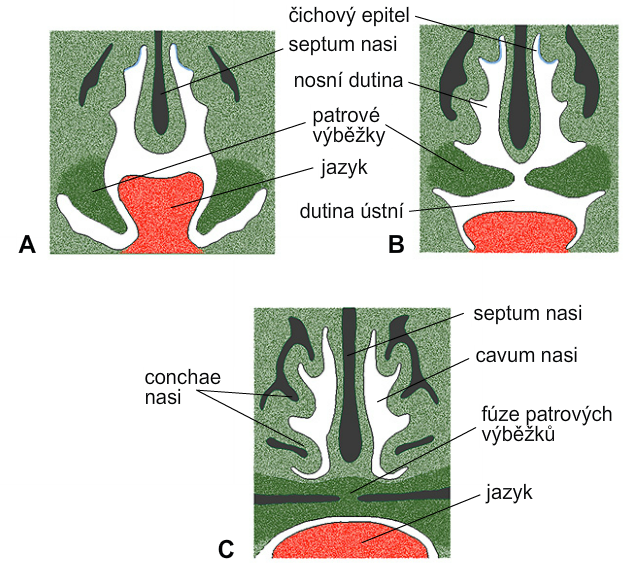 čichový epitel
septum nasi
nosní dutina
patrové
výběžky
jazyk
dutina ústní
A
B
septum nasi
cavum nasi
conchae
nasi
fúze patrových
výběžků
jazyk
C